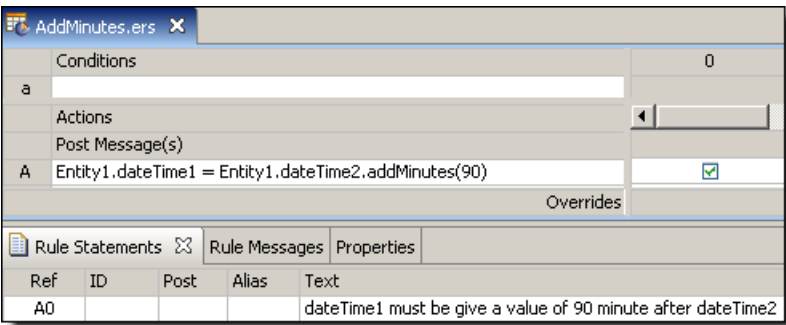 AddMinutes.ers
Conditions 0
a
Actions
Post Message(s)
A Entity1.dateTime1 = Entity1.dateTime2.addMinutes(90)
Overrides
Rule Statements Rule Messages Properties
Ref ID Post Alias Text
A0 dateTime1 must be give a value of 90 minute after dateTime2